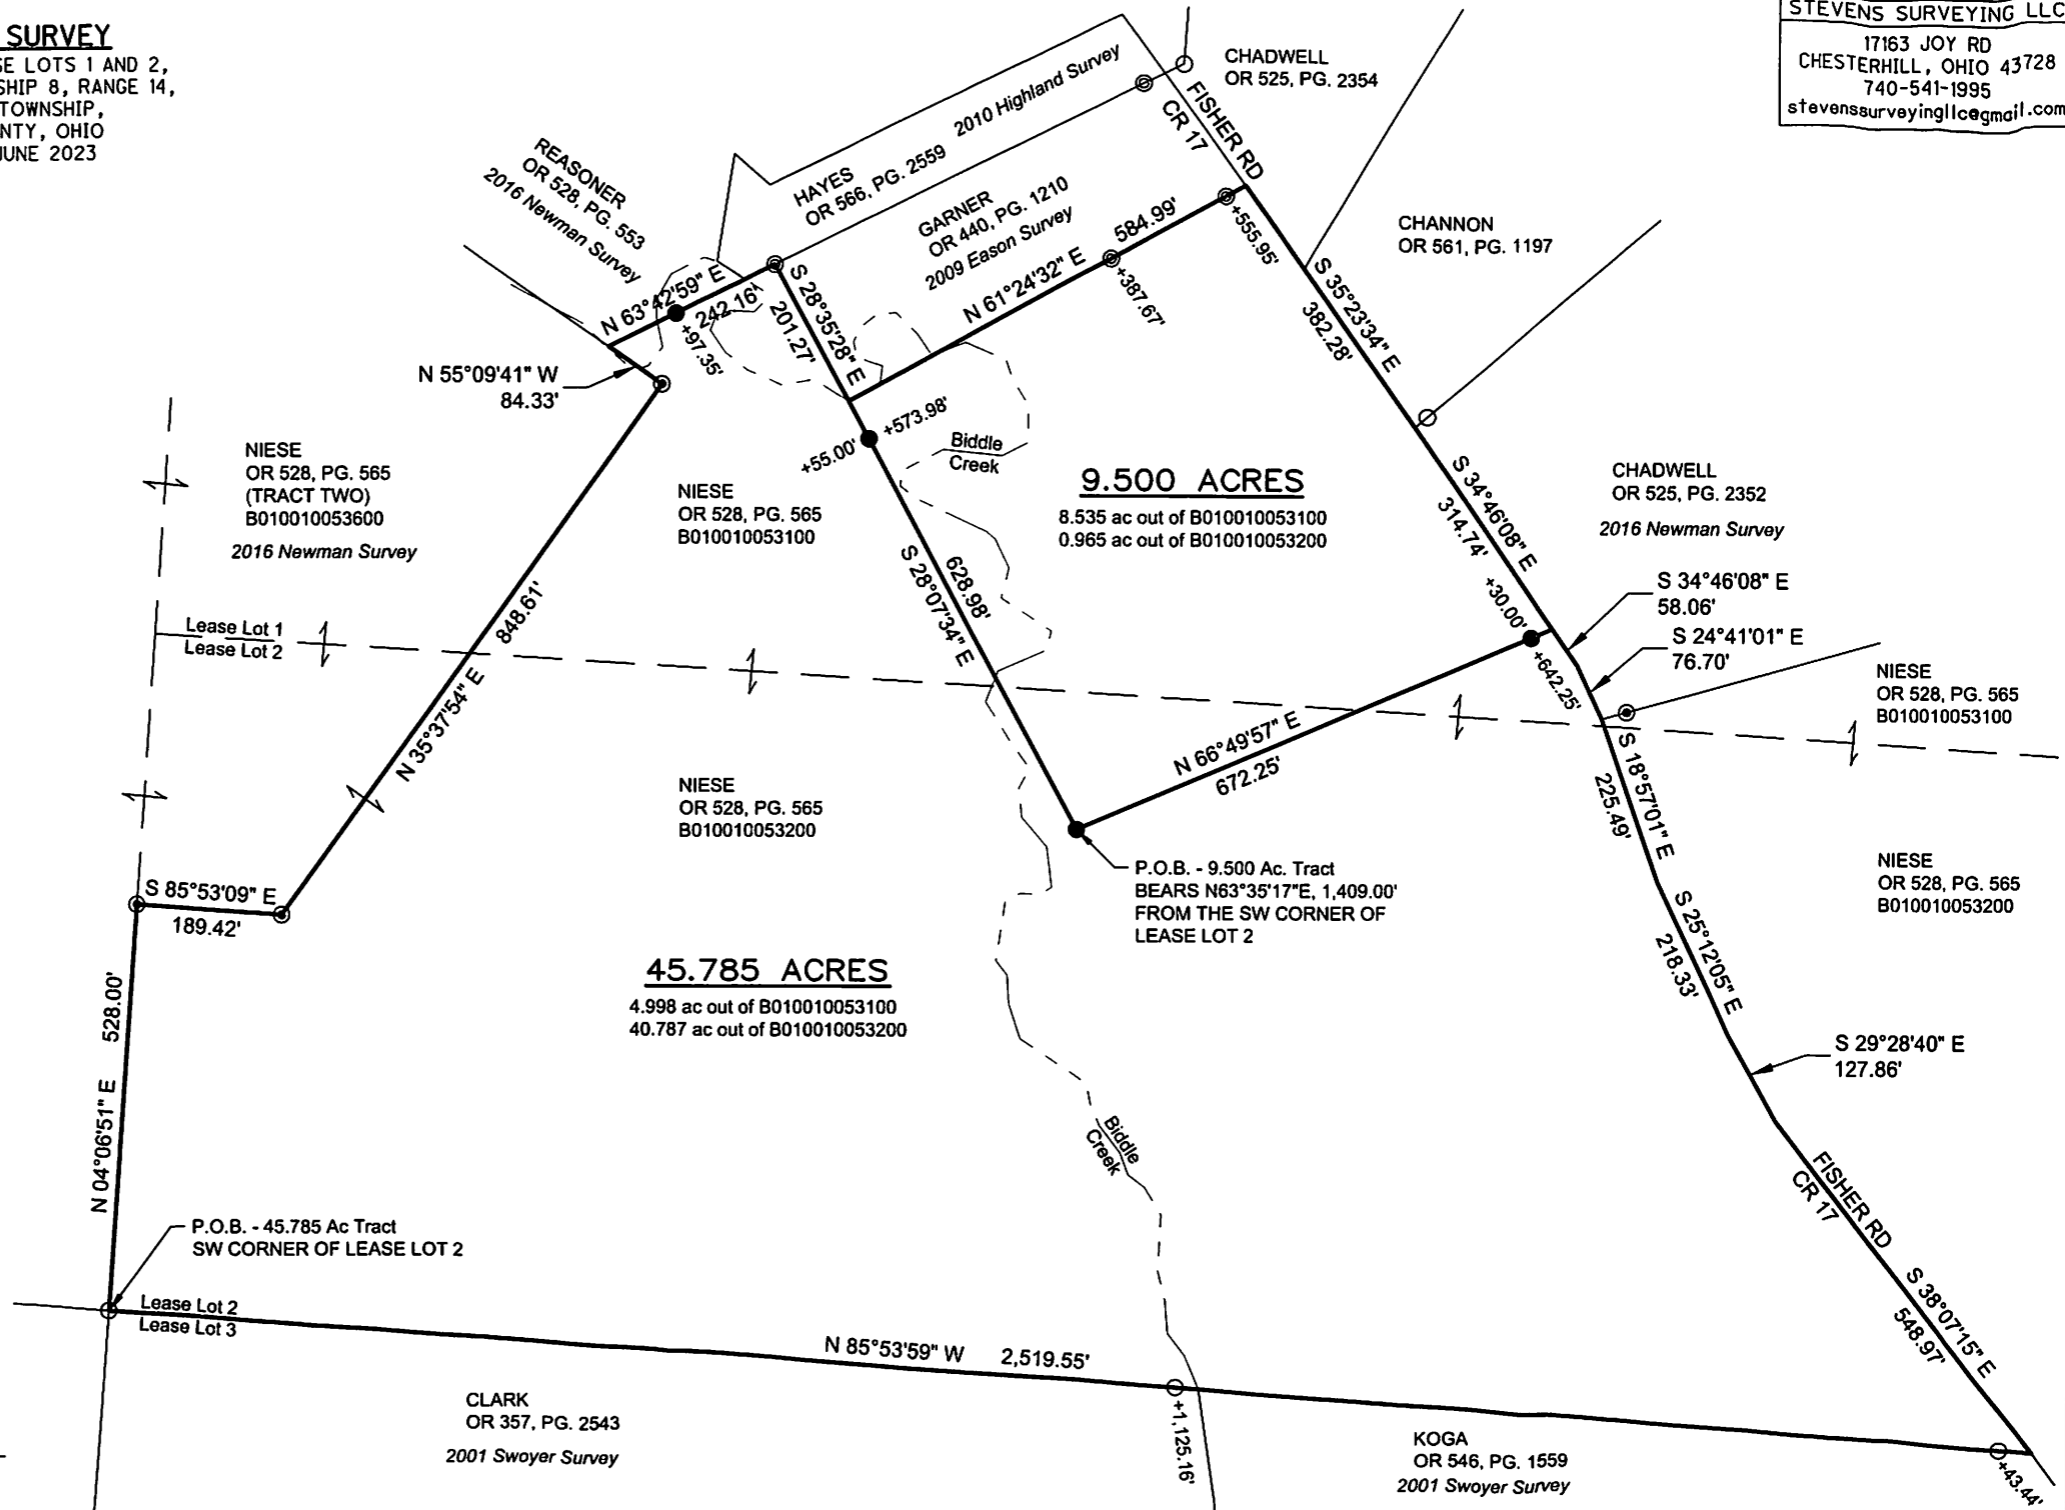 SURVEY
SE LOTS 1 AND 2,
SHIP 8, RANGE 14,
TOWNSHIP,
NTY, OHIO
JUNE 2023
STEVENS SURVEYING LLC
17163 JOY RD
CHESTERHILL, OHIO 43728
740-541-1995
stevenssurveyingllc@gmail.com
CHADWELL
OR 525, PG. 2354
FISHER RD
CR 17
2010 Highland Survey
HAYES
OR 566, PG. 2559
REASONER
OR 528, PG. 553
2016 Newman Survey
GARNER
OR 440, PG. 1210
2009 Eason Survey
CHANNON
OR 561, PG. 1197
N 63°42'59" E
242.16'
+97.35'
S 28°35'28" E
201.27'
N 61°24'32" E
584.99'
+387.67'
+555.95'
S 35°23'34" E
382.28'
N 55°09'41" W
84.33'
+573.98'
+55.00'
Biddle
Creek
NIESE
OR 528, PG. 565
(TRACT TWO)
B010010053600
2016 Newman Survey
NIESE
OR 528, PG. 565
B010010053100
9.500 ACRES
8.535 ac out of B010010053100
0.965 ac out of B010010053200
S 34°46'08" E
314.74'
CHADWELL
OR 525, PG. 2352
2016 Newman Survey
628.98'
S 28°07'34" E
+30.00'
+642.25'
S 34°46'08" E
58.06'
S 24°41'01" E
76.70'
Lease Lot 1
Lease Lot 2
848.61'
N 35°37'54" E
NIESE
OR 528, PG. 565
B010010053100
N 66°49'57" E
672.25'
S 18°57'01" E
225.49'
NIESE
OR 528, PG. 565
B010010053200
P.O.B. - 9.500 Ac. Tract
BEARS N63°35'17"E, 1,409.00'
FROM THE SW CORNER OF
LEASE LOT 2
NIESE
OR 528, PG. 565
B010010053200
S 85°53'09" E
189.42'
S 25°12'05" E
218.33'
45.785 ACRES
4.998 ac out of B010010053100
40.787 ac out of B010010053200
N 04°06'51" E 528.00'
S 29°28'40" E
127.86'
Biddle
Creek
FISHER RD
CR 17
P.O.B. - 45.785 Ac Tract
SW CORNER OF LEASE LOT 2
S 38°07'15" E
548.97'
Lease Lot 2
Lease Lot 3
N 85°53'59" W 2,519.55'
+1,125.16'
+43.44'
CLARK
OR 357, PG. 2543
2001 Swoyer Survey
KOGA
OR 546, PG. 1559
2001 Swoyer Survey